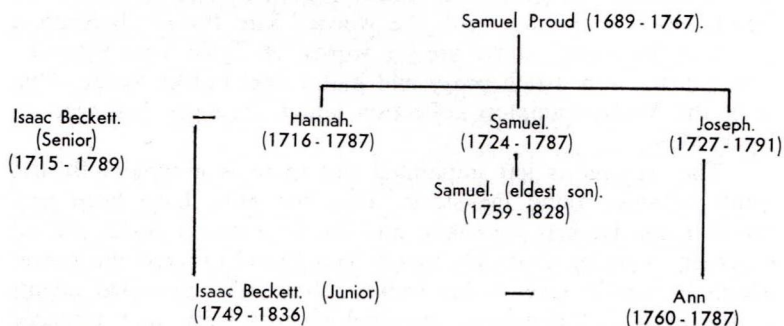 Samuel Proud (1689 - 1767).
Isaac Beckett.
(Senior)
(1715 - 1789)
Hannah.
(1716 - 1787)
Samuel.
(1724 - 1787)
Joseph.
(1727 - 1791)
Samuel. (eldest son).
(1759 - 1828)
Isaac Beckett. (Junior)
(1749 - 1836)
Ann
(1760 - 1787)